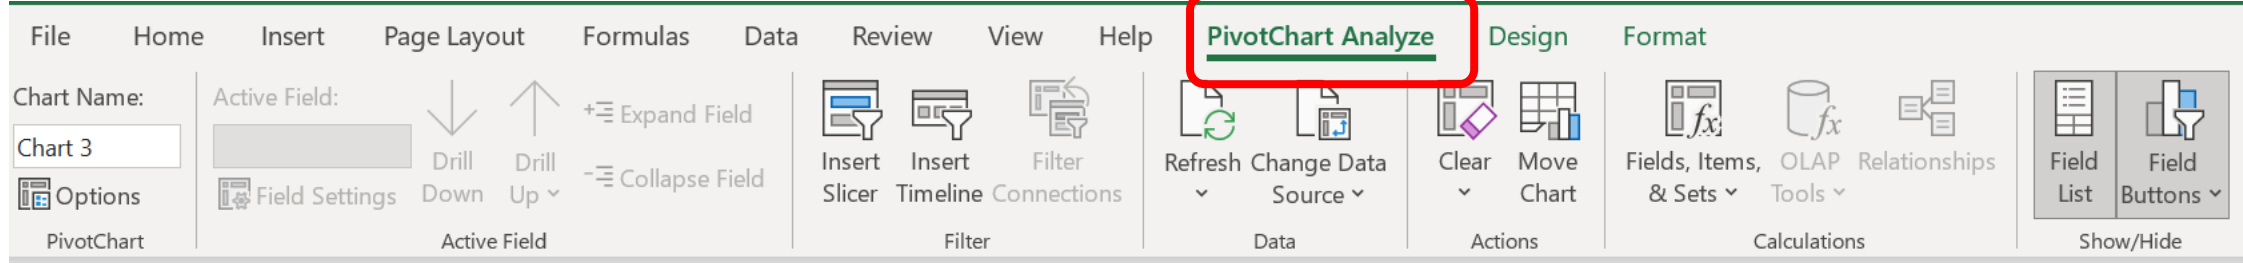 File Home Insert Page Layout Formulas Data Review View Help PivotChart Analyze Design Format
Chart Name:
Chart 3
Options
PivotChart
Active Field:
Field Settings
Drill Down
Drill Up
Expand Field
Collapse Field
Active Field
Insert Slicer
Insert Timeline
Filter Connections
Filter
Refresh
Change Data Source
Data
Clear
Move Chart
Actions
Fields, Items, & Sets
OLAP Tools
Relationships
Calculations
Field List
Field Buttons
Show/Hide